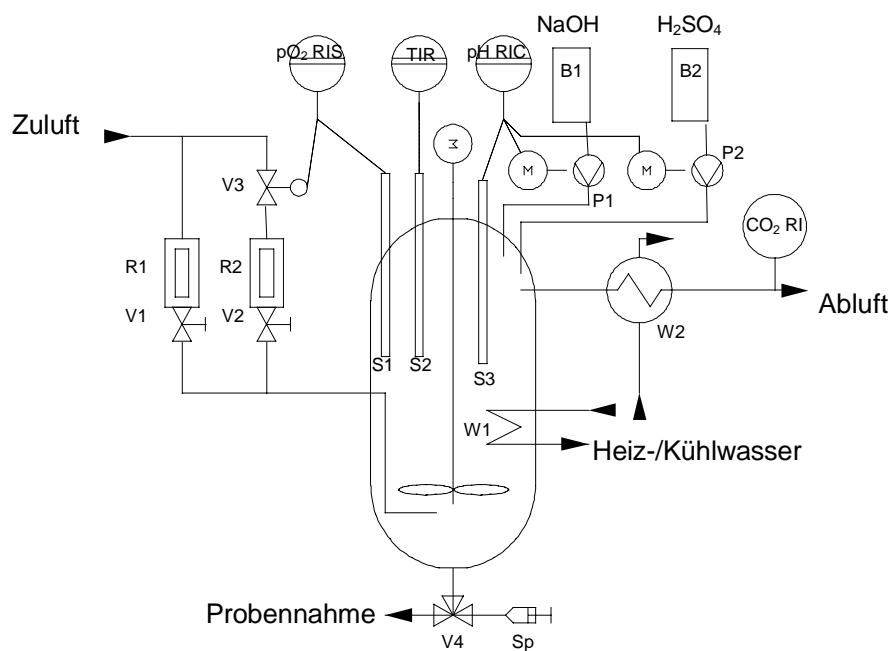 NaOH
H₂SO₄
pO₂ RIS
TIR
pH RIC
B1
B2
Zuluft
M
M
M
P2
V3
P1
CO₂ RI
R1
R2
V1
V2
Abluft
W2
S1
S2
S3
W1
Heiz-/Kühlwasser
Probennahme
V4
Sp